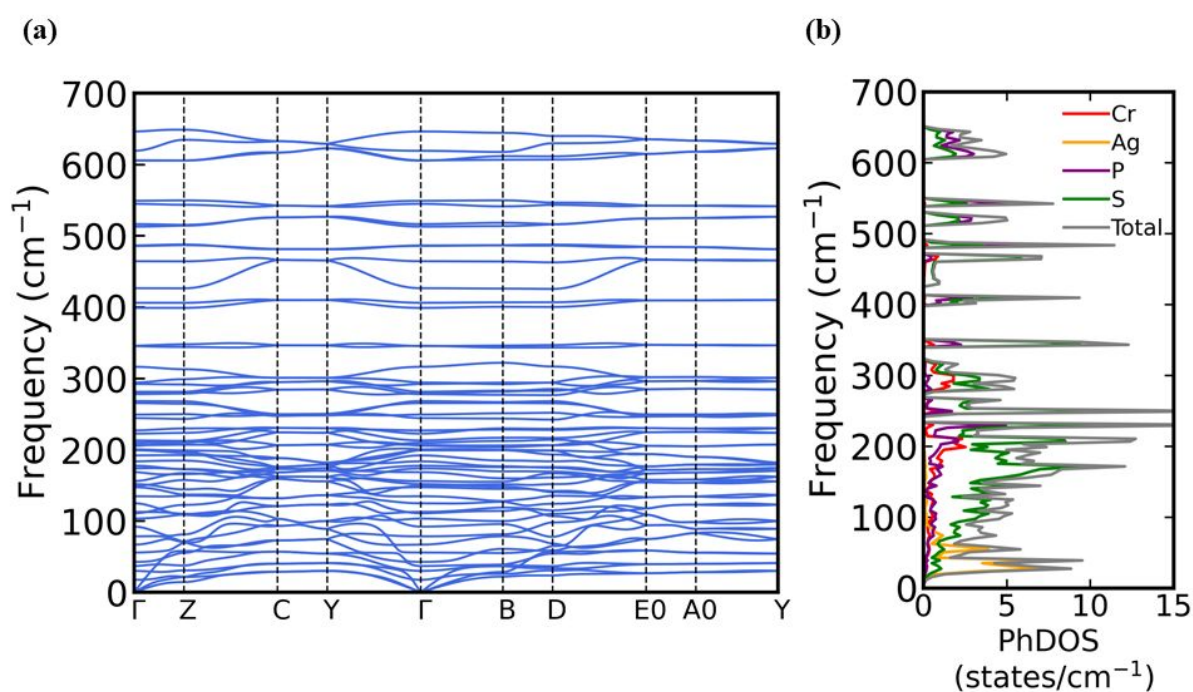 (a)
700
600
500
400
300
200
100
0
Frequency (cm⁻¹)
Γ Z C Y Γ B D E0 A0 Y
(b)
700
600
500
400
300
200
100
0
Frequency (cm⁻¹)
Cr
Ag
P
S
Total
0 5 10 15
PhDOS
(states/cm⁻¹)